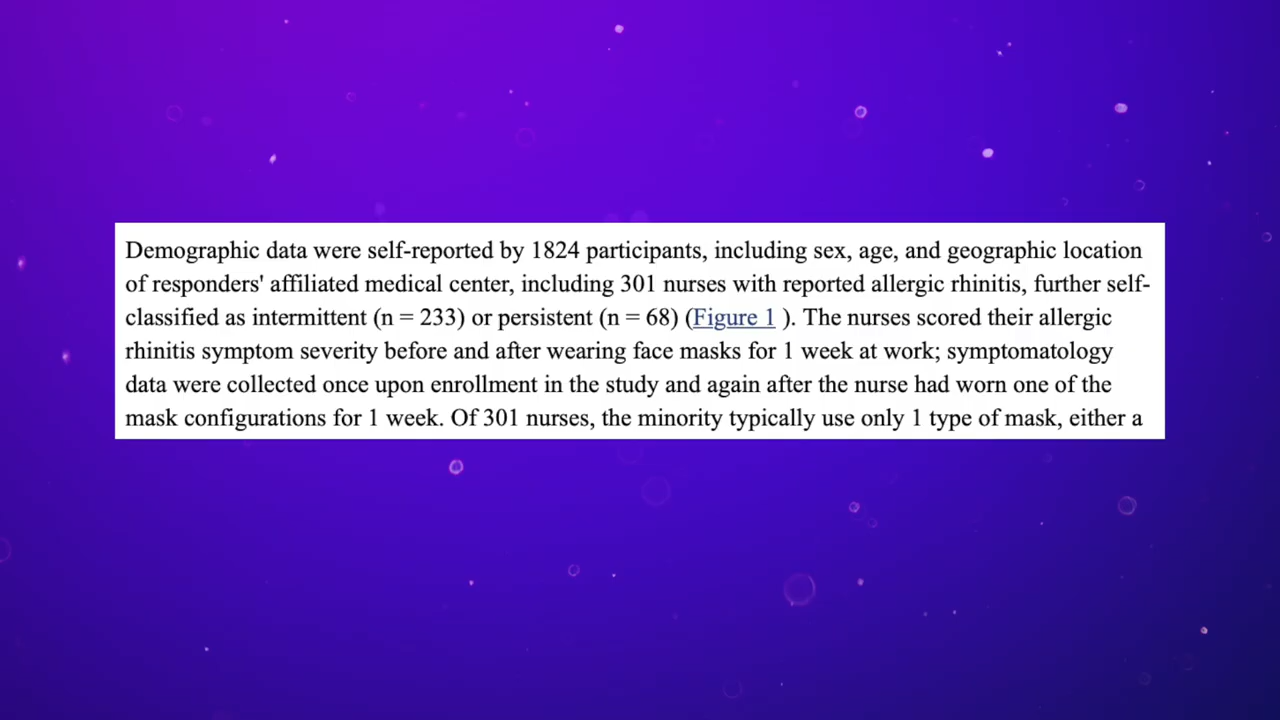 Demographic data were self-reported by 1824 participants, including sex, age, and geographic location
of responders' affiliated medical center, including 301 nurses with reported allergic rhinitis, further self-
classified as intermittent (n = 233) or persistent (n = 68) (Figure 1 ). The nurses scored their allergic
rhinitis symptom severity before and after wearing face masks for 1 week at work; symptomatology
data were collected once upon enrollment in the study and again after the nurse had worn one of the
mask configurations for 1 week. Of 301 nurses, the minority typically use only 1 type of mask, either a